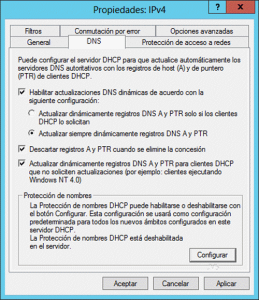 Propiedades: IPv4
Filtros
Conmutación por error
Opciones avanzadas
General
DNS
Protección de acceso a redes
Puede configurar el servidor DHCP para que actualice automáticamente los
servidores DNS autoritativos con los registros de host (A) y de puntero
(PTR) de clientes DHCP.
Habilitar actualizaciones DNS dinámicas de acuerdo con la
siguiente configuración:
Actualizar dinámicamente registros DNS A y PTR solo si los clientes
DHCP lo solicitan
Actualizar siempre dinámicamente registros DNS A y PTR
Descartar registros A y PTR cuando se elimine la concesión
Actualizar dinámicamente registros DNS A y PTR para clientes DHCP
que no soliciten actualizaciones (por ejemplo: clientes ejecutando
Windows NT 4.0)
Protección de nombres
La Protección de nombres DHCP puede habilitarse o deshabilitarse con
el botón Configurar. Esta configuración se usará como configuración
predeterminada para todos los nuevos ámbitos configurados en este
servidor DHCP.
La Protección de nombres DHCP está deshabilitada
en el servidor.
Configurar
Aceptar
Cancelar
Aplicar